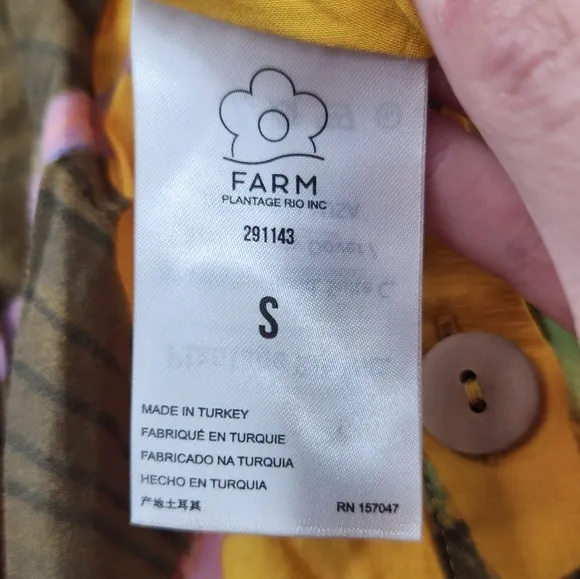 FARM
PLANTAGE RIO INC
291143
S
MADE IN TURKEY
FABRIQUÉ EN TURQUIE
FABRICADO NA TURQUIA
HECHO EN TURQUIA
产地土耳其
RN 157047